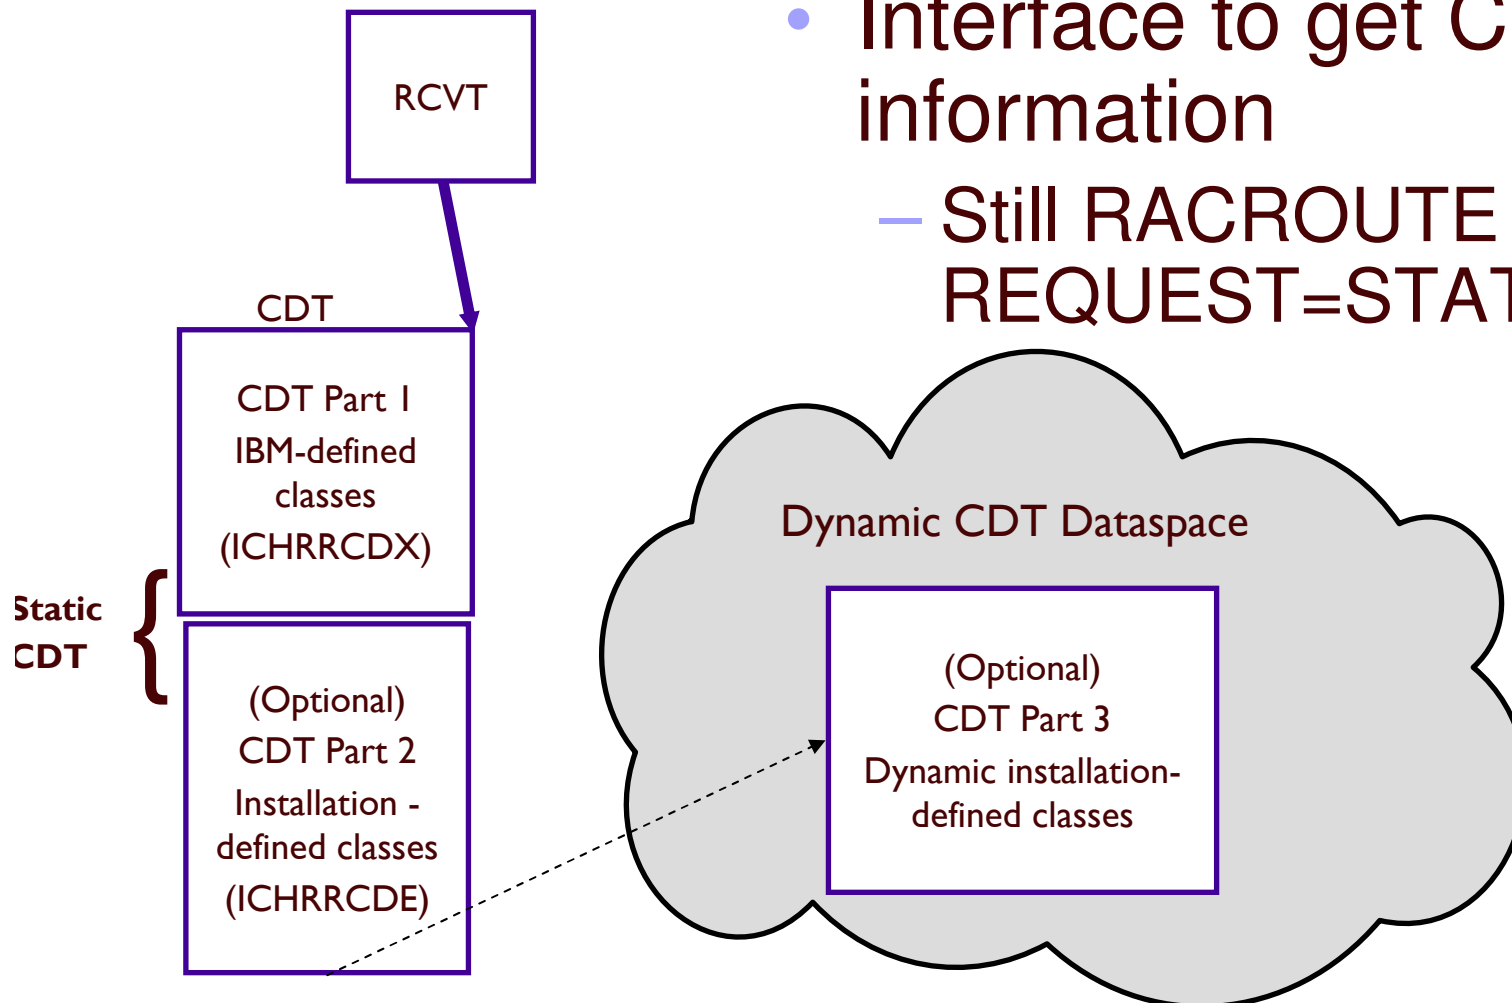 RCVT
Interface to get C
information
– Still RACROUTE
REQUEST=STAT
CDT
CDT Part 1
IBM-defined
classes
(ICHRRCDX)
Static
CDT
{
(Optional)
CDT Part 2
Installation -
defined classes
(ICHRRCDE)
Dynamic CDT Dataspace
(Optional)
CDT Part 3
Dynamic installation-
defined classes